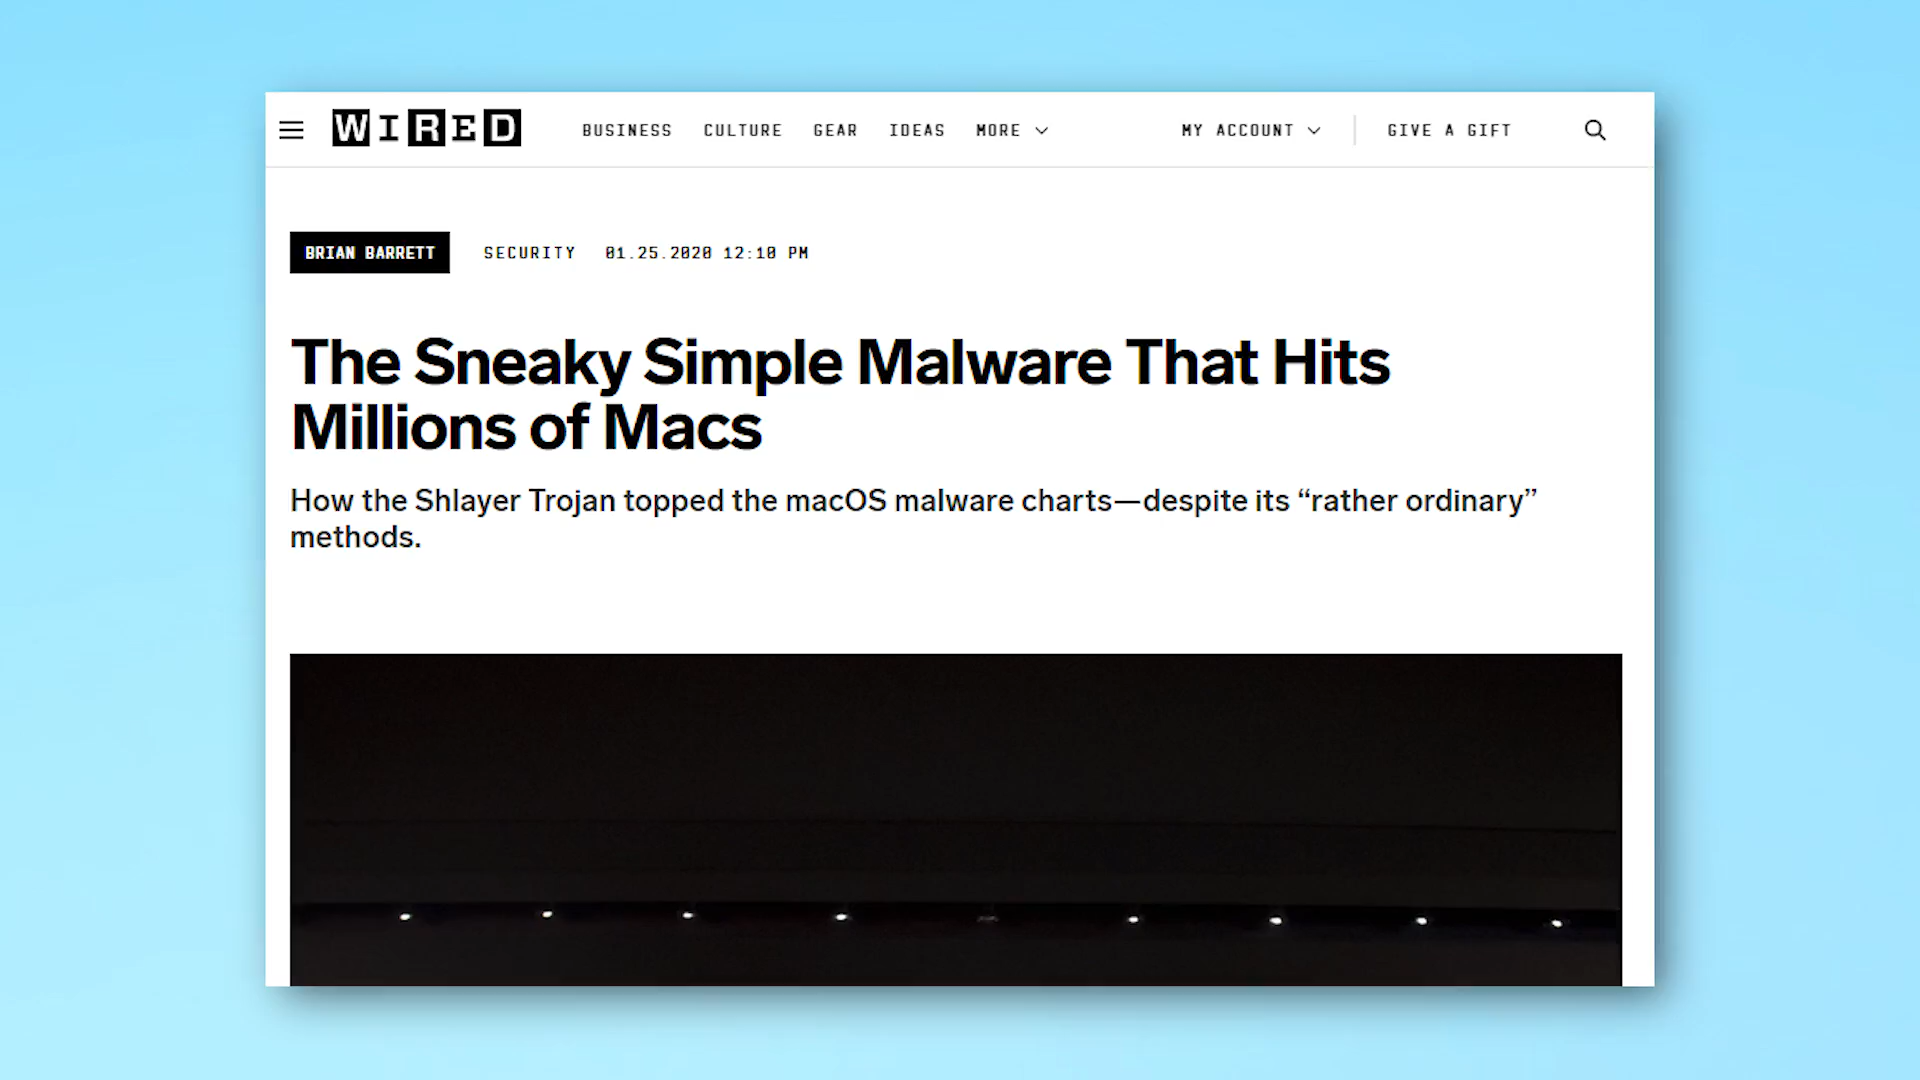 WIRED BUSINESS CULTURE GEAR IDEAS MORE MY ACCOUNT GIVE A GIFT
BRIAN BARRETT SECURITY 01.25.2020 12:10 PM
The Sneaky Simple Malware That Hits
Millions of Macs
How the Shlayer Trojan topped the macOS malware charts—despite its “rather ordinary”
methods.